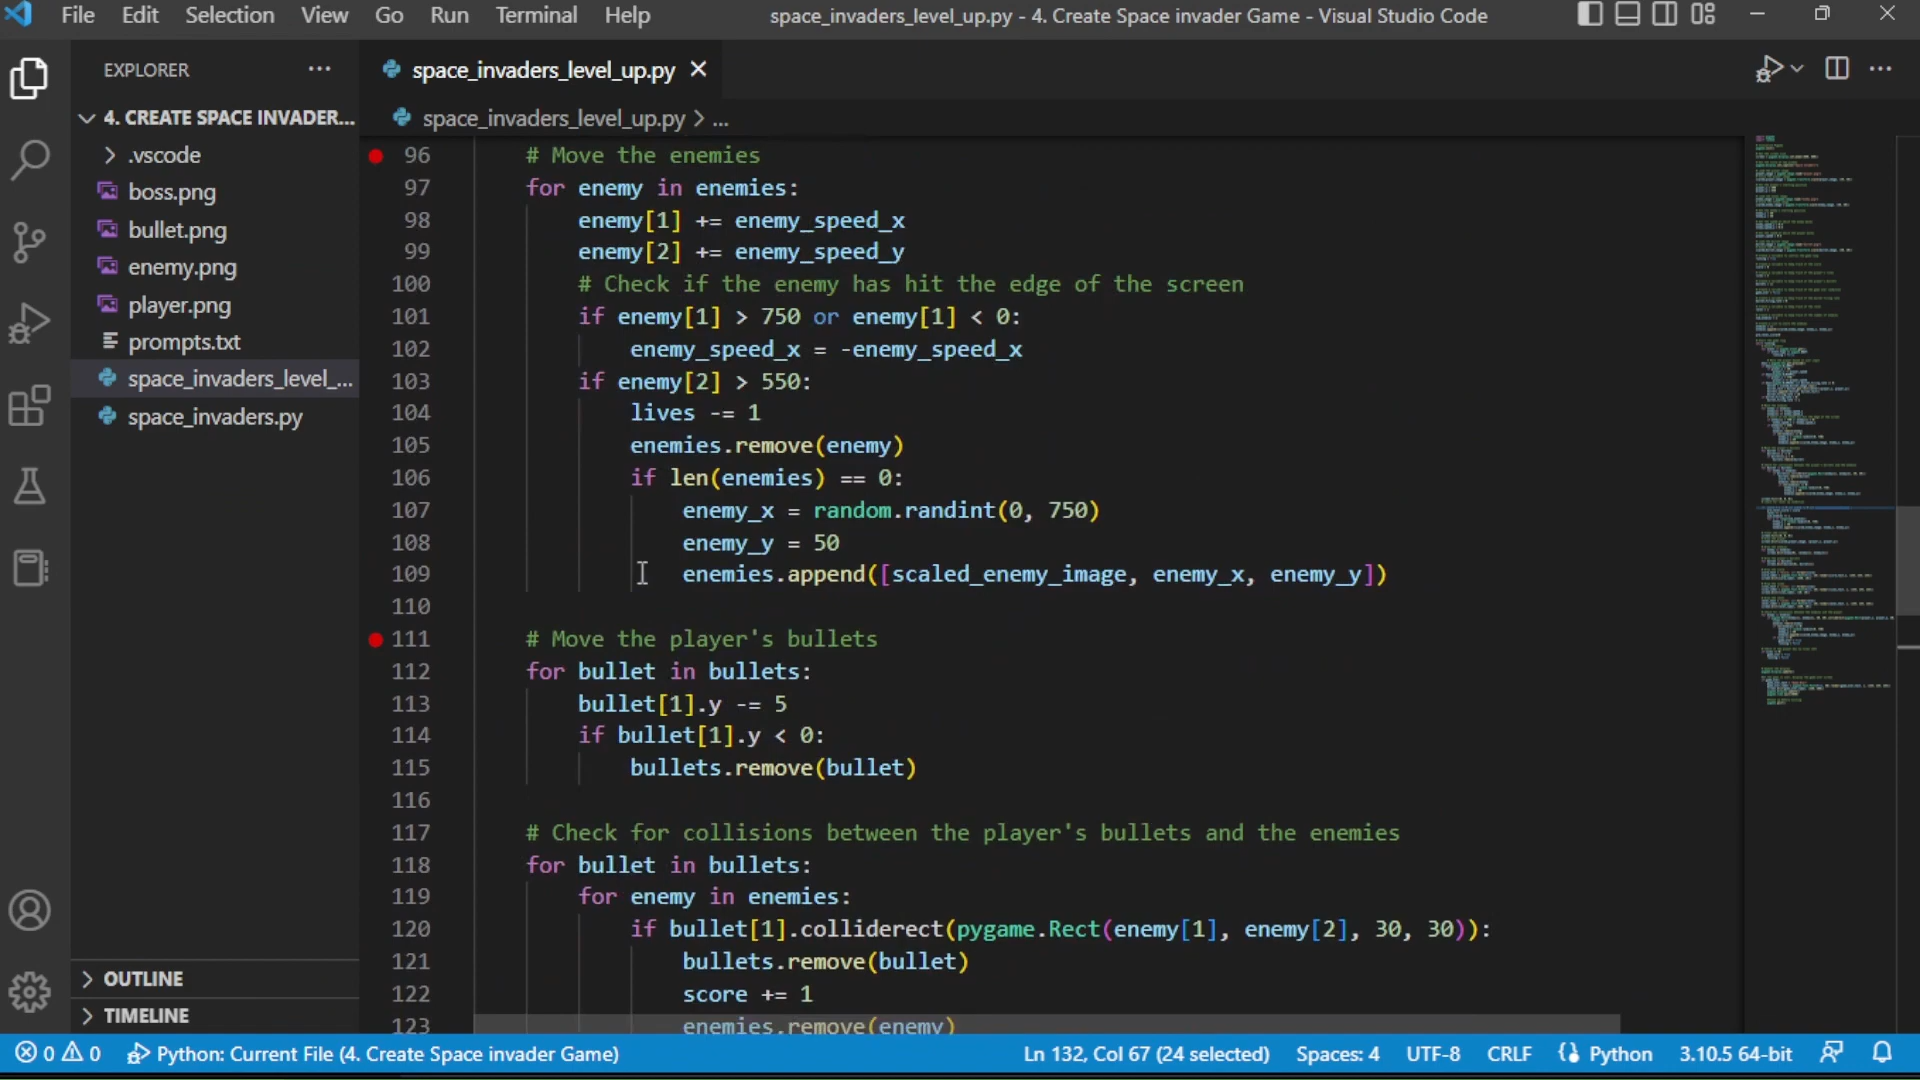 File Edit Selection View Go Run Terminal Help
space_invaders_level_up.py - 4. Create Space invader Game - Visual Studio Code
EXPLORER
4. CREATE SPACE INVADER...
.vscode
boss.png
bullet.png
enemy.png
player.png
prompts.txt
space_invaders_level_...
space_invaders.py
OUTLINE
TIMELINE
space_invaders_level_up.py
space_invaders_level_up.py > ...
96 # Move the enemies
97 for enemy in enemies:
98 enemy[1] += enemy_speed_x
99 enemy[2] += enemy_speed_y
100 # Check if the enemy has hit the edge of the screen
101 if enemy[1] > 750 or enemy[1] < 0:
102 enemy_speed_x = -enemy_speed_x
103 if enemy[2] > 550:
104 lives -= 1
105 enemies.remove(enemy)
106 if len(enemies) == 0:
107 enemy_x = random.randint(0, 750)
108 enemy_y = 50
109 enemies.append([scaled_enemy_image, enemy_x, enemy_y])
110
111 # Move the player's bullets
112 for bullet in bullets:
113 bullet[1].y -= 5
114 if bullet[1].y < 0:
115 bullets.remove(bullet)
116
117 # Check for collisions between the player's bullets and the enemies
118 for bullet in bullets:
119 for enemy in enemies:
120 if bullet[1].colliderect(pygame.Rect(enemy[1], enemy[2], 30, 30)):
121 bullets.remove(bullet)
122 score += 1
123 enemies.remove(enemy)
0 0 Python: Current File (4. Create Space invader Game)
Ln 132, Col 67 (24 selected) Spaces: 4 UTF-8 CRLF Python 3.10.5 64-bit